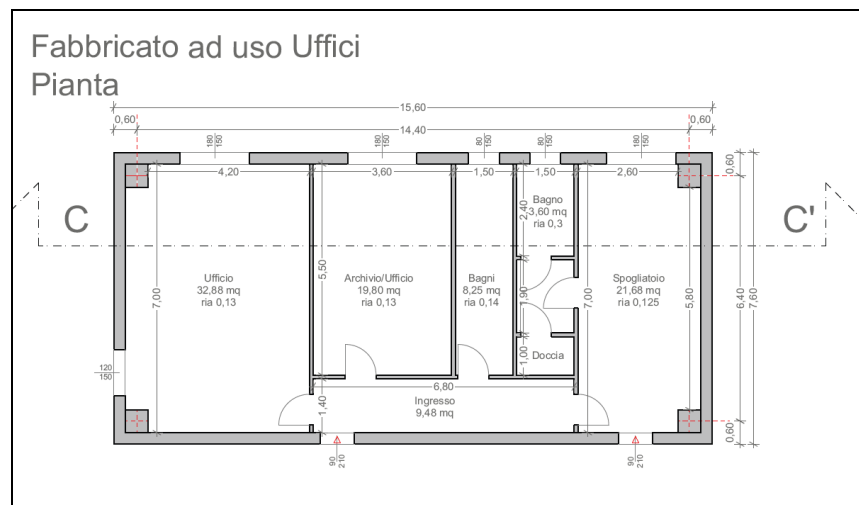 Fabbricato ad uso Uffici
Pianta
15,60
0,60
14,40
0,60
180
150
180
150
80
150
80
150
180
150
4,20
3,60
1,50
1,50
2,60
0,60
C
C'
Bagno
3,60 mq
ria 0,3
2,40
Ufficio
32,88 mq
ria 0,13
7,00
5,50
Archivio/Ufficio
19,80 mq
ria 0,13
Bagni
8,25 mq
ria 0,14
1,90
7,00
Spogliatoio
21,68 mq
ria 0,125
5,80
6,40
7,60
1,00
Doccia
120
150
6,80
1,40
Ingresso
9,48 mq
0,60
90
210
90
210